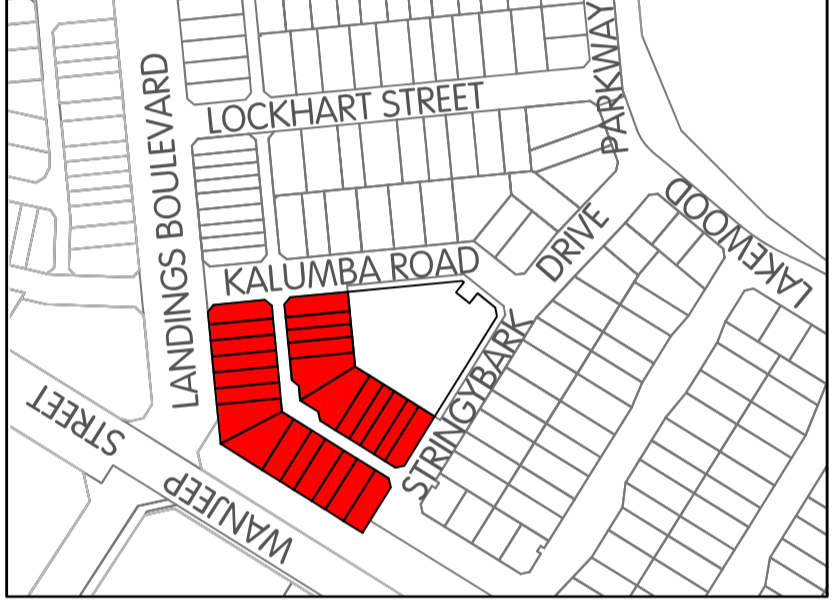 PARKWAY
LOCKHART STREET
LANDINGS BOULEVARD
LAKEWOOD
DRIVE
KALUMBA ROAD
STRINGYBARK
STREET
WANJEEP